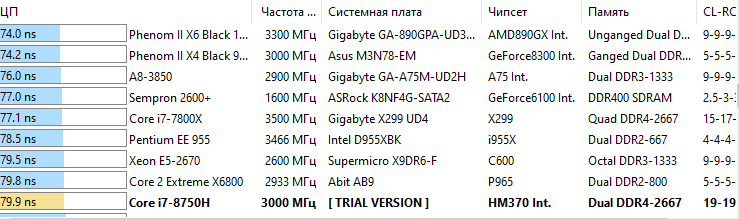 ЦП Частота ... Системная плата Чипсет Память CL-RC
74.0 ns Phenom II X6 Black 1... 3300 МГц Gigabyte GA-890GPA-UD3... AMD890GX Int. Unganged Dual D... 9-9-9-
74.2 ns Phenom II X4 Black 9... 3000 МГц Asus M3N78-EM GeForce8300 Int. Ganged Dual DD... 5-5-5-
76.0 ns A8-3850 2900 МГц Gigabyte GA-A75M-UD2H A75 Int. Dual DDR3-1333 9-9-9-
77.0 ns Sempron 2600+ 1600 МГц ASRock K8NF4G-SATA2 GeForce6100 Int. DDR400 SDRAM 2.5-3-3
77.1 ns Core i7-7800X 3500 МГц Gigabyte X299 UD4 X299 Quad DDR4-2667 15-17-
78.5 ns Pentium EE 955 3466 МГц Intel D955XBK i955X Dual DDR2-667 4-4-4-
79.5 ns Xeon E5-2670 2600 МГц Supermicro X9DR6-F C600 Octal DDR3-1333 9-9-9-
79.8 ns Core 2 Extreme X6800 2933 МГц Abit AB9 P965 Dual DDR2-800 5-5-5-
79.9 ns Core i7-8750H 3000 МГц [ TRIAL VERSION ] HM370 Int. Dual DDR4-2667 19-19-